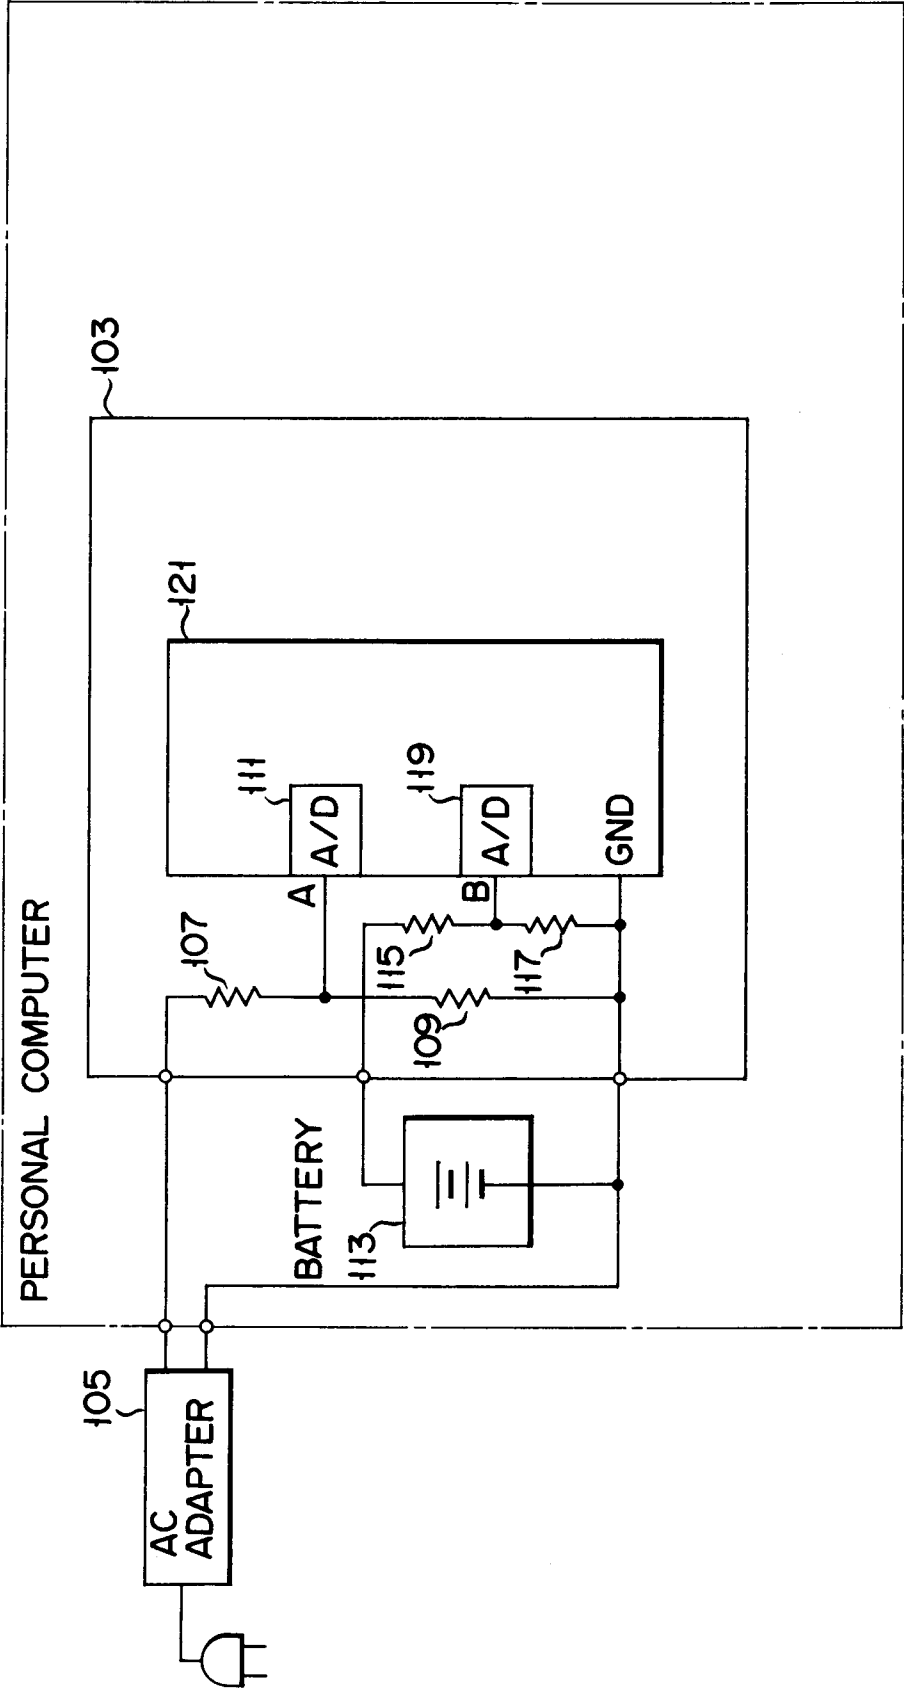 PERSONAL COMPUTER
103
121
105
AC
ADAPTER
107
A
111
A/D
BATTERY
113
115
B
119
A/D
109
117
GND